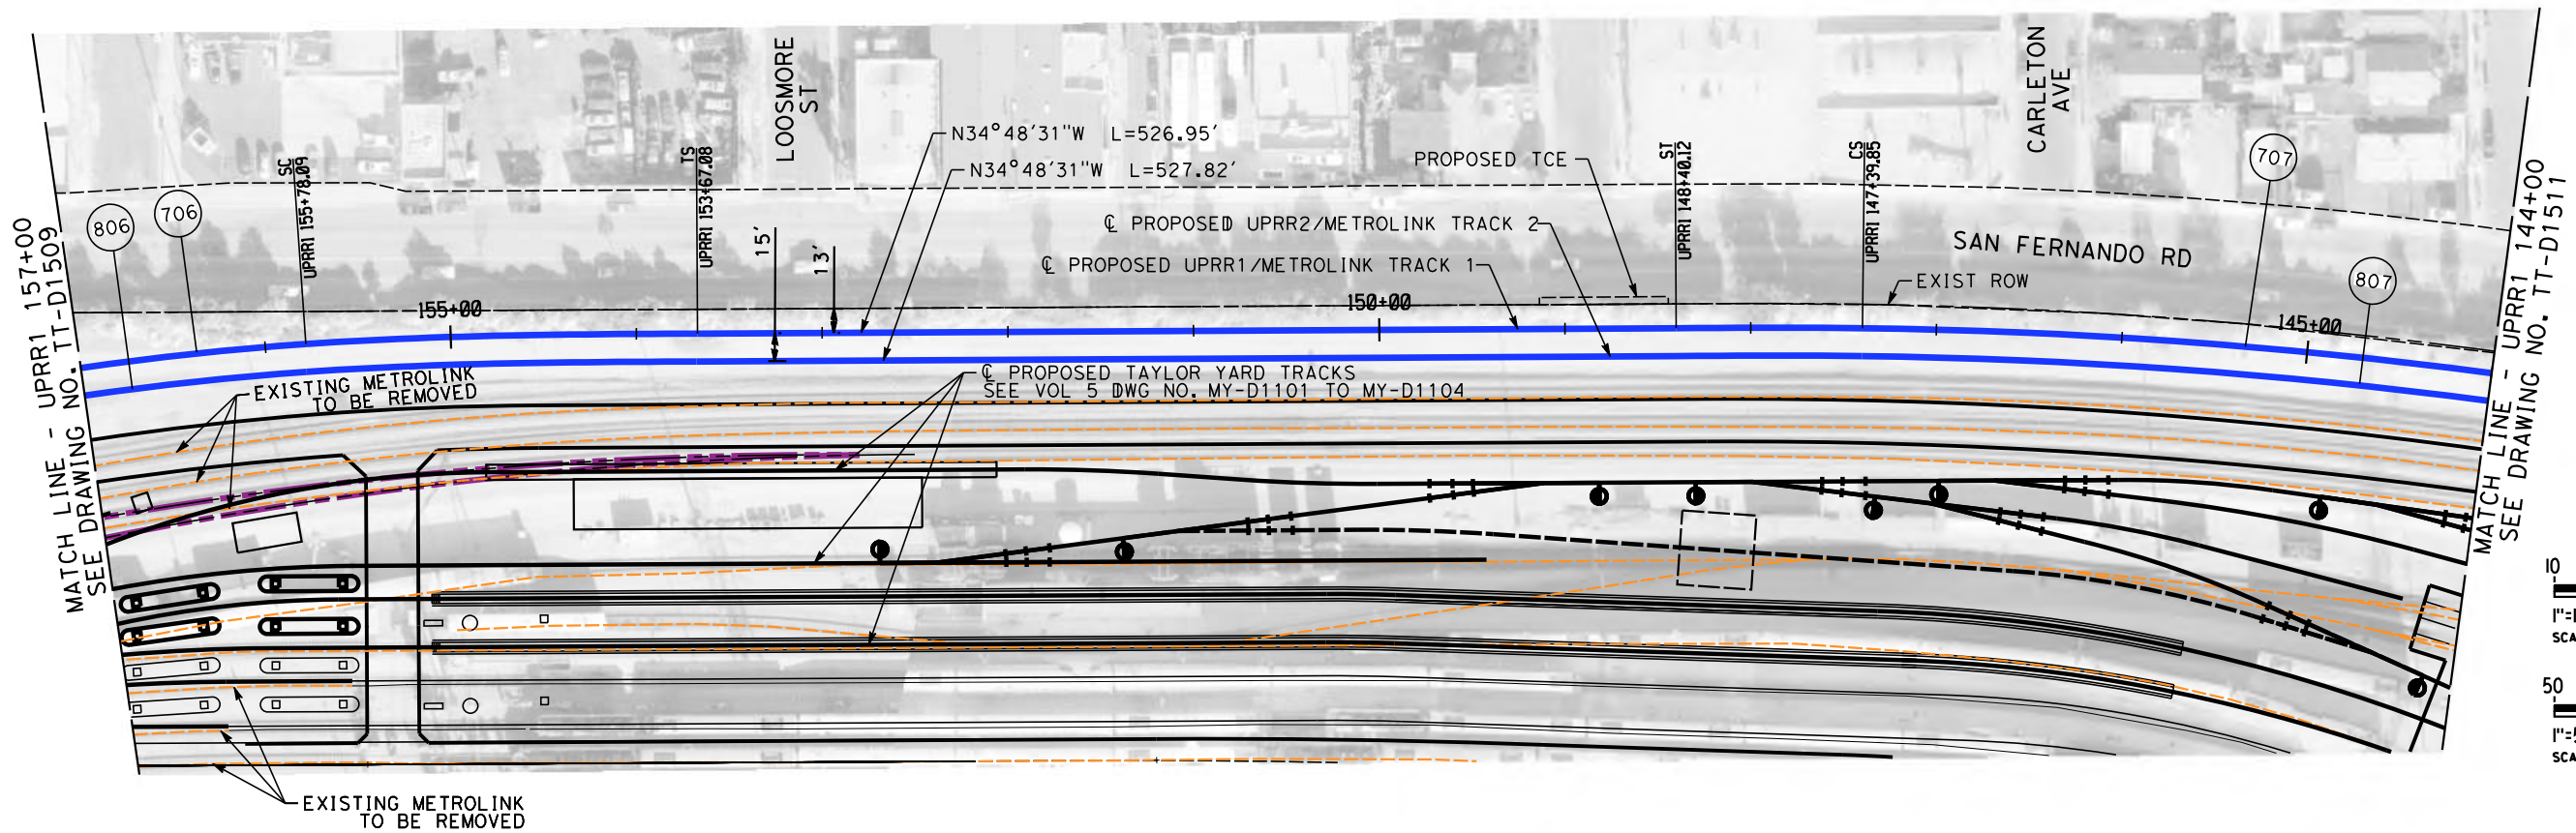 LOOSMORE
ST
CARLETON
AVE
N34°48'31"W L=526.95'
N34°48'31"W L=527.82'
PROPOSED TCE
SC
UPRR1 155+78.09
TS
UPRR1 153+67.08
ST
UPRR1 148+40.12
CS
UPRR1 147+39.85
806
706
707
807
15'
13'
℄ PROPOSED UPRR2/METROLINK TRACK 2
℄ PROPOSED UPRR1/METROLINK TRACK 1
SAN FERNANDO RD
EXIST ROW
155+00
150+00
145+00
MATCH LINE - UPRR1 157+00
SEE DRAWING NO. TT-D1509
MATCH LINE - UPRR1 144+00
SEE DRAWING NO. TT-D1511
EXISTING METROLINK
TO BE REMOVED
℄ PROPOSED TAYLOR YARD TRACKS
SEE VOL 5 DWG NO. MY-D1101 TO MY-D1104
EXISTING METROLINK
TO BE REMOVED
10
50